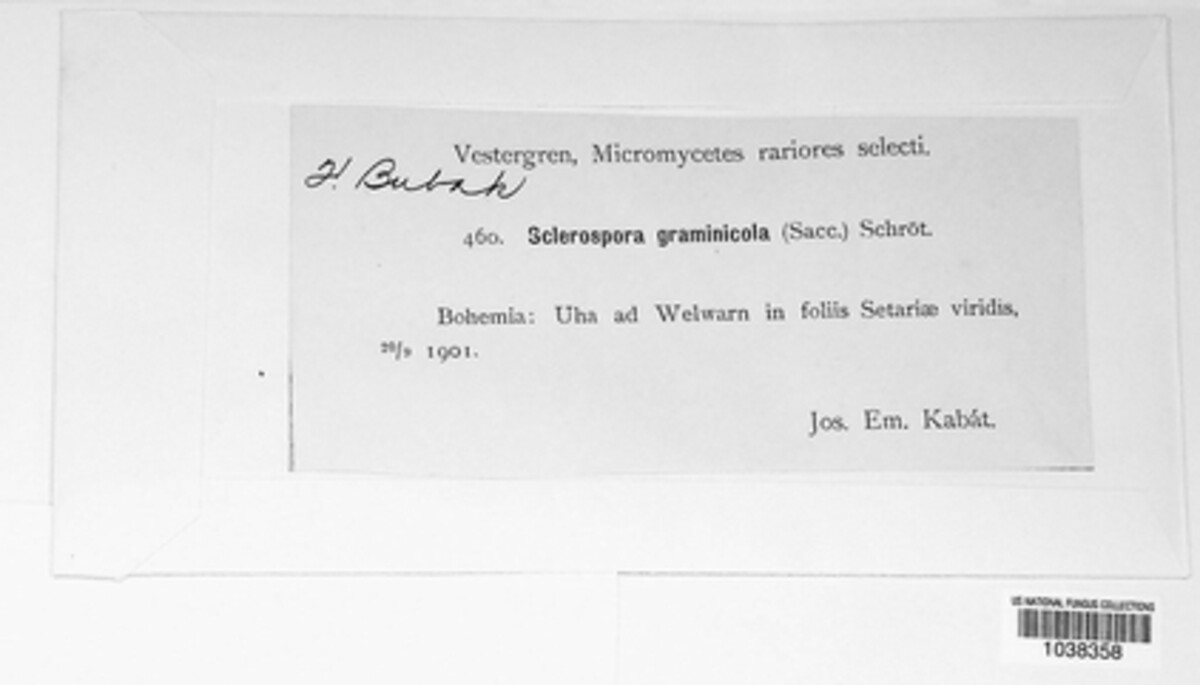 Vestergren, Micromycetes rariores selecti.
F. Bubak
460. Sclerospora graminicola (Sacc.) Schröt.
Bohemia: Uha ad Welwarn in foliis Setariæ viridis,
28/9 1901.
Jos. Em. Kabát.
US NATIONAL FUNGUS COLLECTIONS
1038358